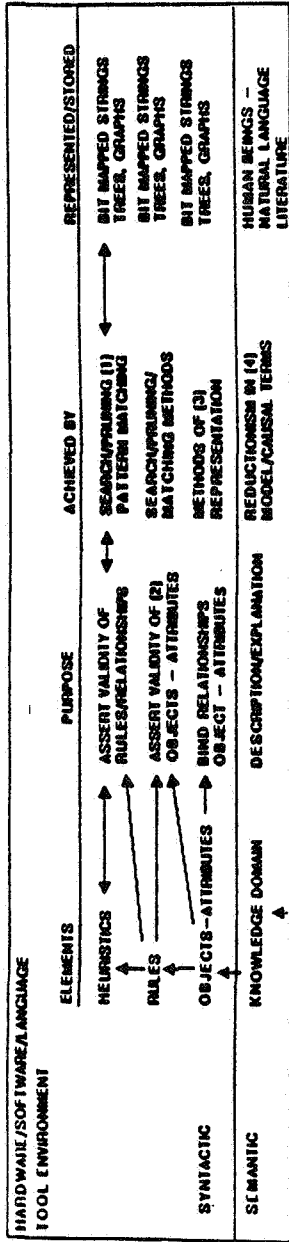 HARDWARE/SOFTWARE/LANGUAGE
TOOL ENVIRONMENT
ELEMENTS PURPOSE ACHIEVED BY REPRESENTED/STORED
HEURISTICS ASSERT VALIDITY OF SEARCH/PRUNING (1) BIT MAPPED STRINGS
RULES/RELATIONSHIPS PATTERN MATCHING TREES, GRAPHS
RULES ASSERT VALIDITY OF (2) SEARCH/PRUNING/ BIT MAPPED STRINGS
OBJECTS - ATTRIBUTES MATCHING METHODS TREES, GRAPHS
SYNTACTIC OBJECTS-ATTRIBUTES BIND RELATIONSHIPS METHODS OF (3) BIT MAPPED STRINGS
OBJECT - ATTRIBUTES REPRESENTATION TREES, GRAPHS
SEMANTIC KNOWLEDGE DOMAIN DESCRIPTION/EXPLANATION REDUCTIONISM IN (4) HUMAN BEINGS -
MODEL/CAUSAL TERMS NATURAL LANGUAGE
LITERATURE